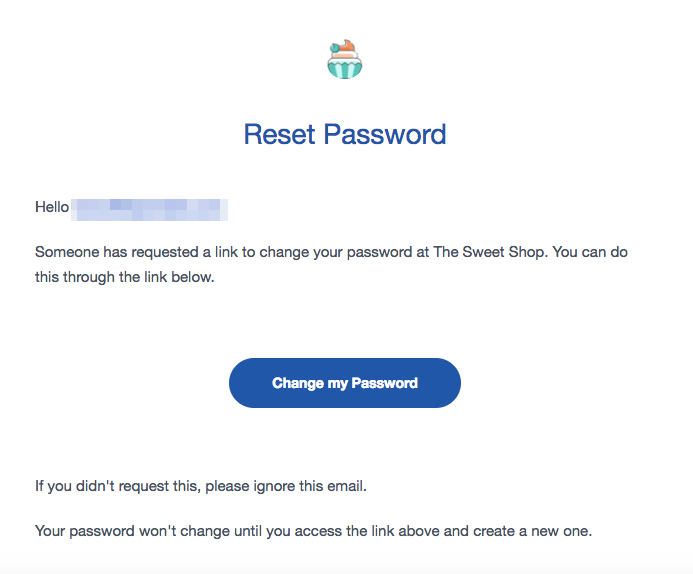 Reset Password
Hello
Someone has requested a link to change your password at The Sweet Shop. You can do
this through the link below.
Change my Password
If you didn't request this, please ignore this email.
Your password won't change until you access the link above and create a new one.